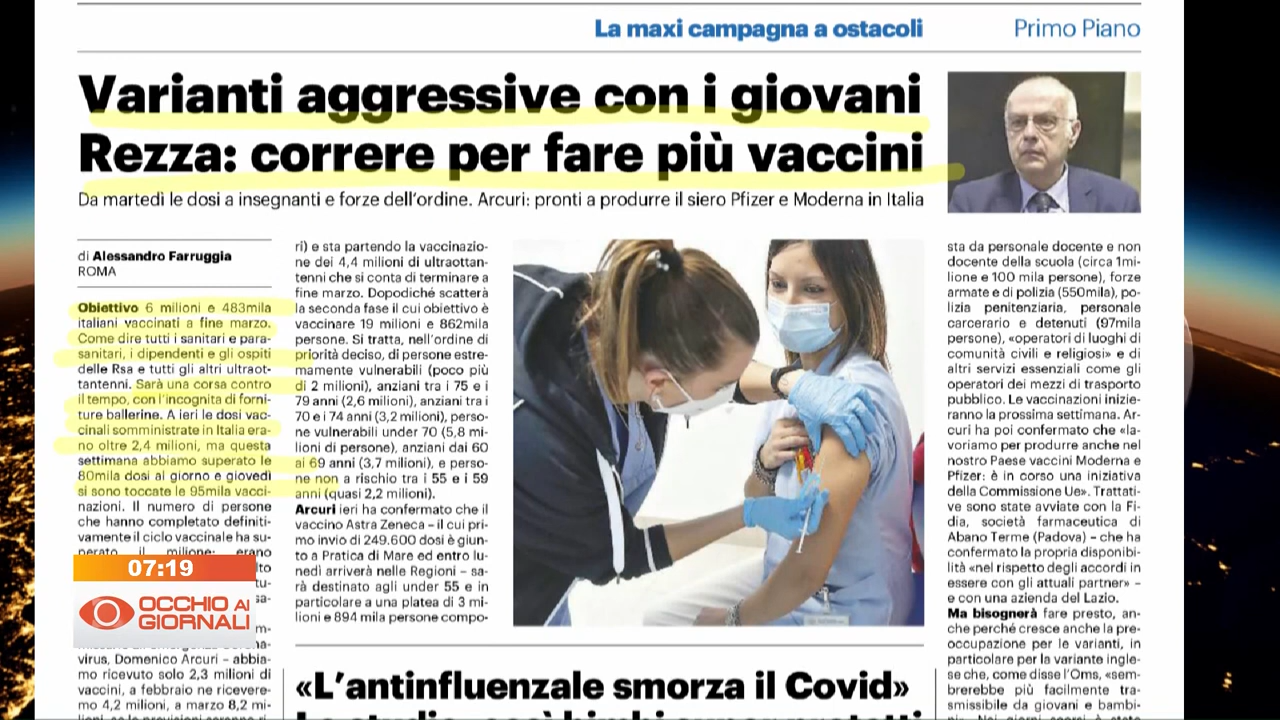 La maxi campagna a ostacoli
Primo Piano
Varianti aggressive con i giovani
Rezza: correre per fare più vaccini
Da martedì le dosi a insegnanti e forze dell'ordine. Arcuri: pronti a produrre il siero Pfizer e Moderna in Italia
di Alessandro Farruggia
ROMA
Obiettivo 6 milioni e 483mila
italiani vaccinati a fine marzo.
Come dire tutti i sanitari e para-
sanitari, i dipendenti e gli ospiti
delle Rsa e tutti gli altri ultraot-
tantenni. Sarà una corsa contro
il tempo, con l'incognita di forni-
ture ballerine. A ieri le dosi vac-
cinali somministrate in Italia era-
no oltre 2,4 milioni, ma questa
settimana abbiamo superato le
80mila dosi al giorno e giovedì
si sono toccate le 95mila vacci-
nazioni. Il numero di persone
che hanno completato definiti-
vamente il ciclo vaccinale ha su-
perato il milione: erano
07:19
OCCHIO AI
GIORNALI
virus, Domenico Arcuri – abbia-
mo ricevuto solo 2,3 milioni di
vaccini, a febbraio ne ricevere-
mo 4,2 milioni, a marzo 8,2 mi-
ri) e sta partendo la vaccinazio-
ne dei 4,4 milioni di ultraottan-
tenni che si conta di terminare a
fine marzo. Dopodiché scatterà
la seconda fase il cui obiettivo è
vaccinare 19 milioni e 862mila
persone. Si tratta, nell'ordine di
priorità deciso, di persone estre-
mamente vulnerabili (poco più
di 2 milioni), anziani tra i 75 e i
79 anni (2,6 milioni), anziani tra i
70 e i 74 anni (3,2 milioni), perso-
ne vulnerabili under 70 (5,8 mi-
lioni di persone), anziani dai 60
ai 69 anni (3,7 milioni), e perso-
ne non a rischio tra i 55 e i 59
anni (quasi 2,2 milioni).
Arcuri ieri ha confermato che il
vaccino Astra Zeneca – il cui pri-
mo invio di 249.600 dosi è giun-
to a Pratica di Mare ed entro lu-
nedì arriverà nelle Regioni – sa-
rà destinato agli under 55 e in
particolare a una platea di 3 mi-
lioni e 894 mila persone compo-
sta da personale docente e non
docente della scuola (circa 1mi-
lione e 100 mila persone), forze
armate e di polizia (550mila), po-
lizia penitenziaria, personale
carcerario e detenuti (97mila
persone), «operatori di luoghi di
comunità civili e religiosi» e di
altri servizi essenziali come gli
operatori dei mezzi di trasporto
pubblico. Le vaccinazioni inizie-
ranno la prossima settimana. Ar-
curi ha poi confermato che «la-
voriamo per produrre anche nel
nostro Paese vaccini Moderna e
Pfizer: è in corso una iniziativa
della Commissione Ue». Trattati-
ve sono state avviate con la Fi-
dia, società farmaceutica di
Abano Terme (Padova) – che ha
confermato la propria disponibi-
lità «nel rispetto degli accordi in
essere con gli attuali partner» –
e con una azienda del Lazio.
Ma bisognerà fare presto, an-
che perché cresce anche la pre-
occupazione per le varianti, in
particolare per la variante ingle-
se che, come disse l'Oms, «sem-
brerebbe più facilmente tra-
smissibile da giovani e bambi-
«L'antinfluenzale smorza il Covid»